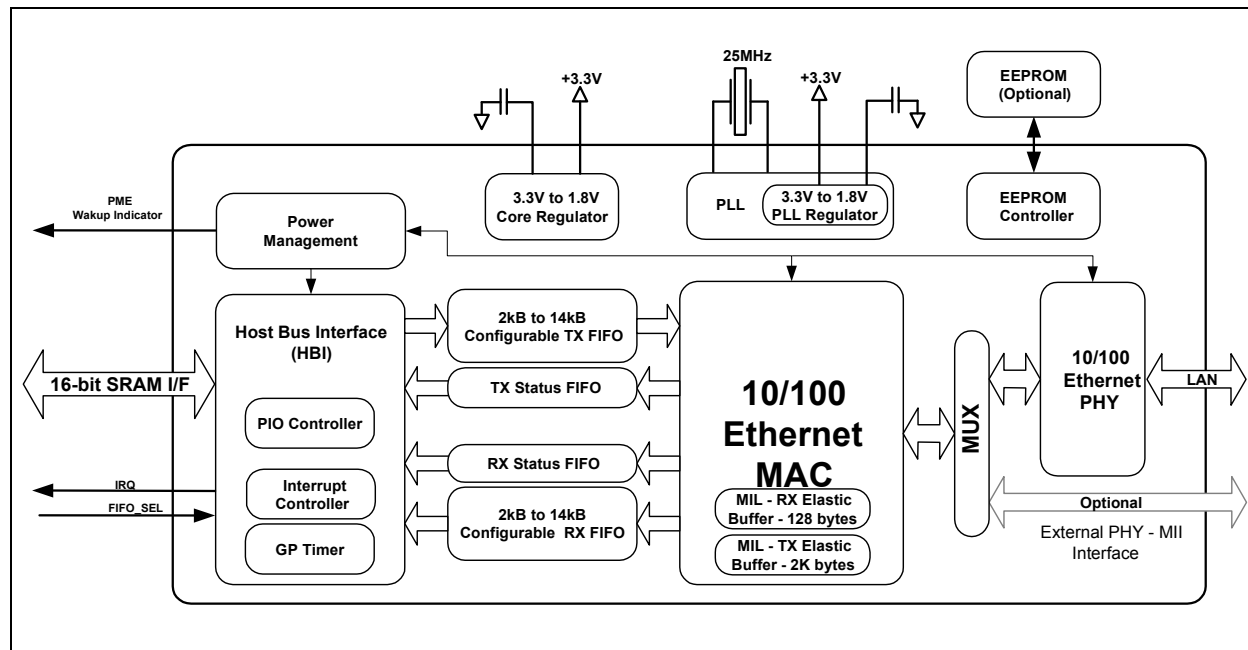 25MHz
+3.3V
+3.3V
EEPROM
(Optional)
3.3V to 1.8V
Core Regulator
PLL
3.3V to 1.8V
PLL Regulator
EEPROM
Controller
PME
Wakup Indicator
Power
Management
Host Bus Interface
(HBI)
2kB to 14kB
Configurable TX FIFO
TX Status FIFO
16-bit SRAM I/F
PIO Controller
RX Status FIFO
IRQ
FIFO_SEL
Interrupt
Controller
GP Timer
2kB to 14kB
Configurable RX FIFO
10/100
Ethernet
MAC
MIL - RX Elastic
Buffer - 128 bytes
MIL - TX Elastic
Buffer - 2K bytes
MUX
10/100
Ethernet
PHY
LAN
Optional
External PHY - MII
Interface